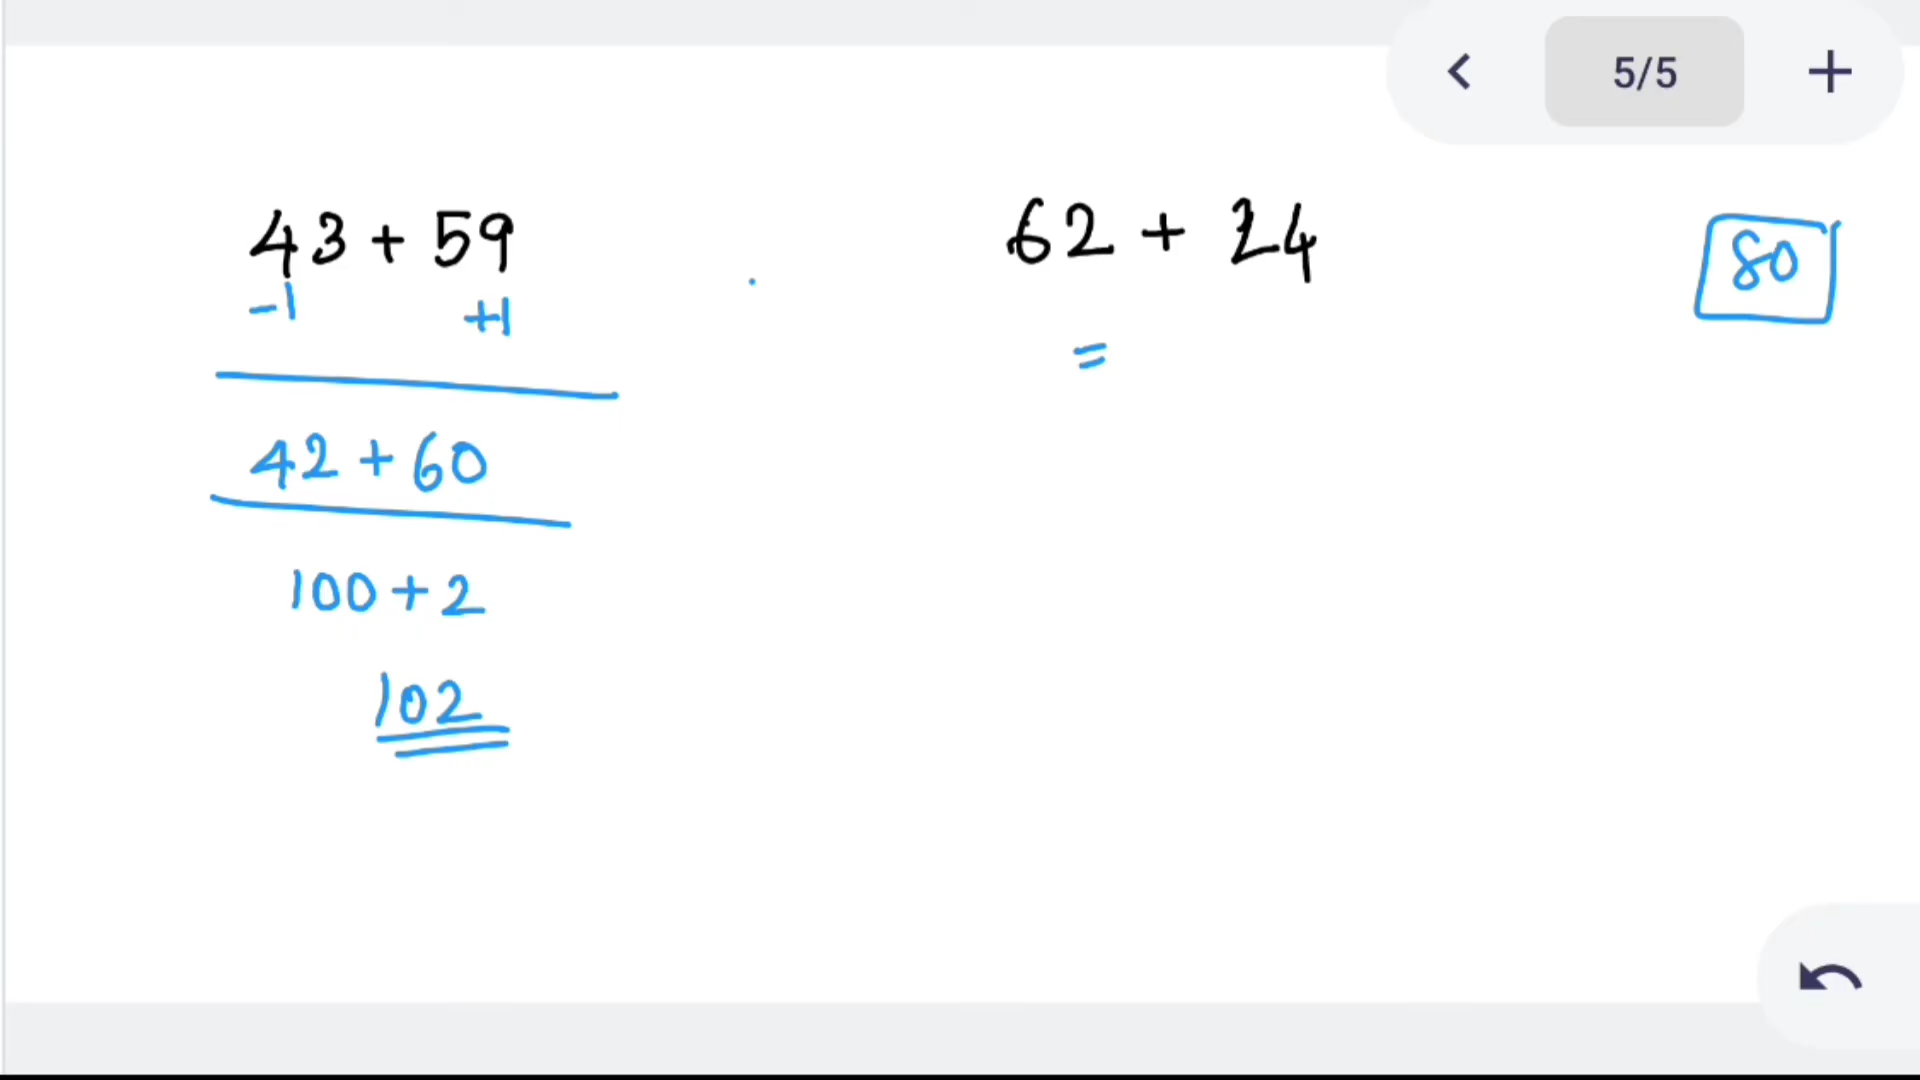 5/5
43 + 59
-1 +1
42 + 60
100 + 2
102
62 + 24
=
80